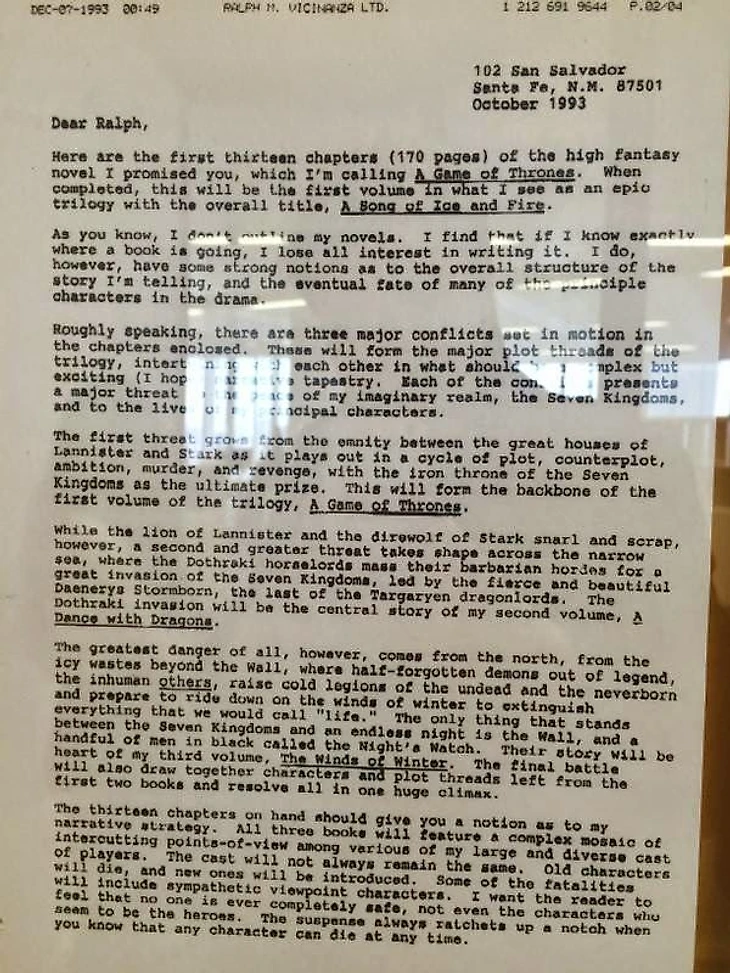 DEC-07-1993 00:49 RALPH M. VICINANZA LTD. 1 212 691 9644 P.02/04
102 San Salvador
Santa Fe, N.M. 87501
October 1993
Dear Ralph,
Here are the first thirteen chapters (170 pages) of the high fantasy
novel I promised you, which I'm calling A Game of Thrones. When
completed, this will be the first volume in what I see as an epic
trilogy with the overall title, A Song of Ice and Fire.
As you know, I don't outline my novels. I find that if I know exactly
where a book is going, I lose all interest in writing it. I do,
however, have some strong notions as to the overall structure of the
story I'm telling, and the eventual fate of many of the principle
characters in the drama.
Roughly speaking, there are three major conflicts set in motion in
the chapters enclosed. These will form the major plot threads of the
trilogy, each other in what should complex but
exciting (I tapestry. Each of the presents
a major threat of my imaginary realm, the Seven Kingdoms,
and to the principal characters.
The first threat grows from the emnity between the great houses of
Lannister and Stark as it plays out in a cycle of plot, counterplot,
ambition, murder, and revenge, with the iron throne of the Seven
Kingdoms as the ultimate prize. This will form the backbone of the
first volume of the trilogy, A Game of Thrones.
While the lion of Lannister and the direwolf of Stark snarl and scrap,
however, a second and greater threat takes shape across the narrow
sea, where the Dothraki horselords mass their barbarian hordes for a
great invasion of the Seven Kingdoms, led by the fierce and beautiful
Daenerys Stormborn, the last of the Targaryen dragonlords. The
Dothraki invasion will be the central story of my second volume, A
Dance with Dragons.
The greatest danger of all, however, comes from the north, from the
icy wastes beyond the Wall, where half-forgotten demons out of legend,
the inhuman others, raise cold legions of the undead and the neverborn
and prepare to ride down on the winds of winter to extinguish
everything that we would call "life." The only thing that stands
between the Seven Kingdoms and an endless night is the Wall, and a
handful of men in black called the Night's Watch. Their story will be
heart of my third volume, The Winds of Winter. The final battle
will also draw together characters and plot threads left from the
first two books and resolve all in one huge climax.
The thirteen chapters on hand should give you a notion as to my
narrative strategy. All three books will feature a complex mosaic of
intercutting points-of-view among various of my large and diverse cast
of players. The cast will not always remain the same. Old characters
will die, and new ones will be introduced. Some of the fatalities
will include sympathetic viewpoint characters. I want the reader to
feel that no one is ever completely safe, not even the characters who
seem to be the heroes. The suspense always ratchets up a notch when
you know that any character can die at any time.